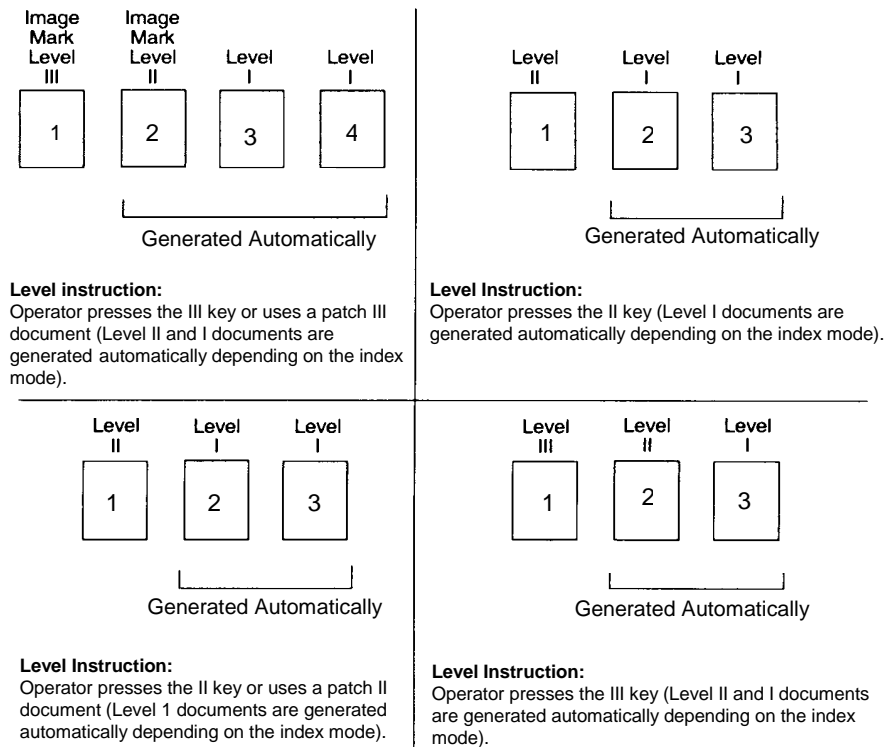 Image
Mark
Level
III
Image
Mark
Level
II
Level
I
Level
I
1
2
3
4
Generated Automatically
Level instruction:
Operator presses the III key or uses a patch III
document (Level II and I documents are
generated automatically depending on the index
mode).
Level
II
Level
I
Level
I
1
2
3
Generated Automatically
Level Instruction:
Operator presses the II key (Level I documents are
generated automatically depending on the index mode).
Level
II
Level
I
Level
I
1
2
3
Generated Automatically
Level Instruction:
Operator presses the II key or uses a patch II
document (Level 1 documents are generated
automatically depending on the index mode).
Level
III
Level
II
Level
I
1
2
3
Generated Automatically
Level Instruction:
Operator presses the III key (Level II and I documents
are generated automatically depending on the index
mode).